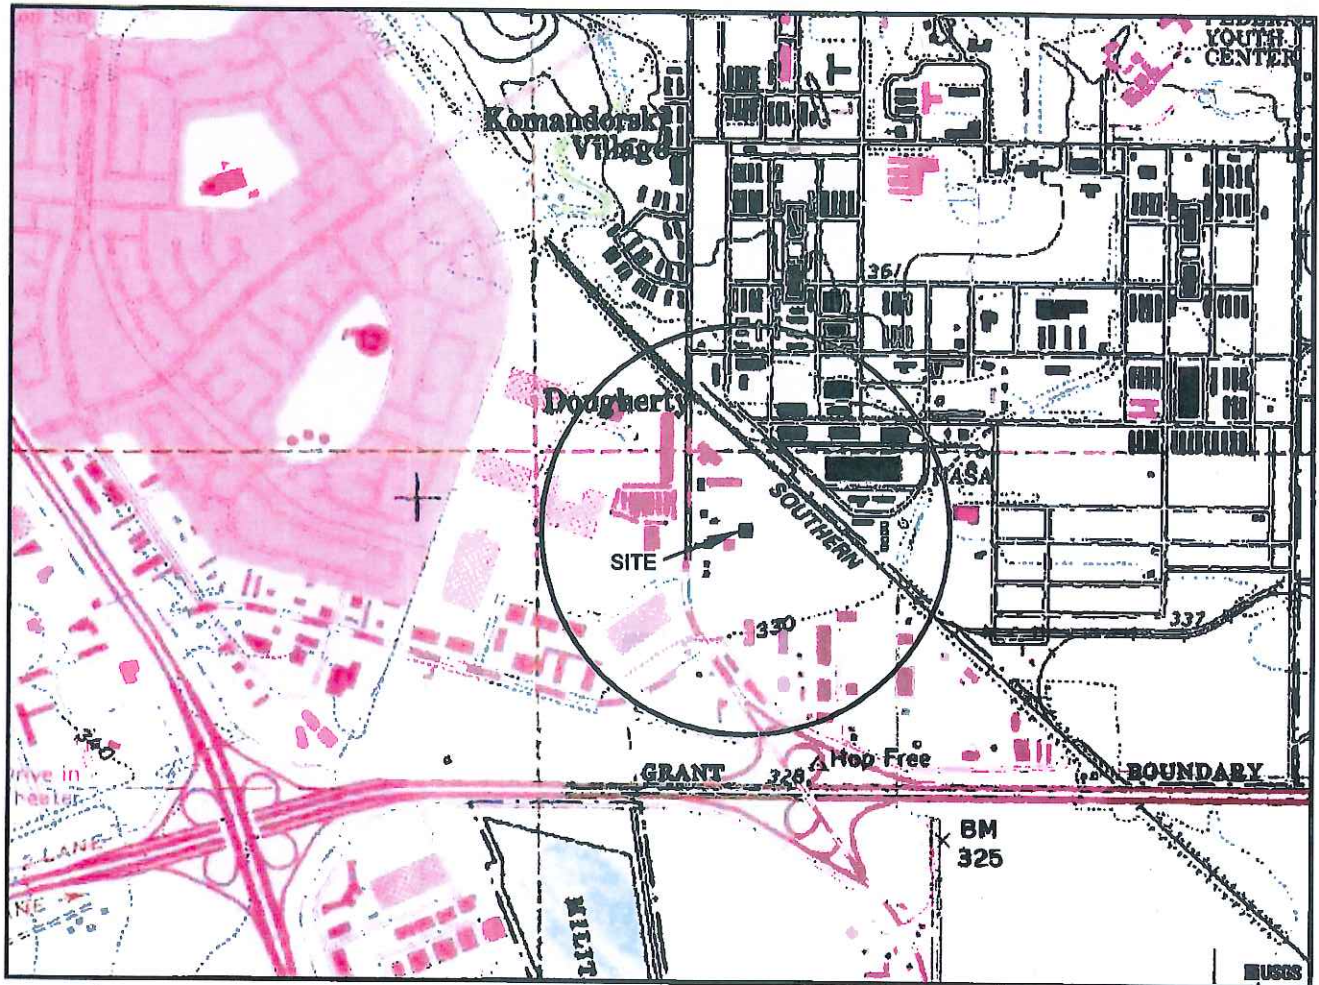 YOUTH
CENTER
Komandorski
Village
361
Dougherty
NASA
SOUTHERN
SITE
330
337
340
Hop Free
GRANT
328
BOUNDARY
BM
325
2 LANE
USGS